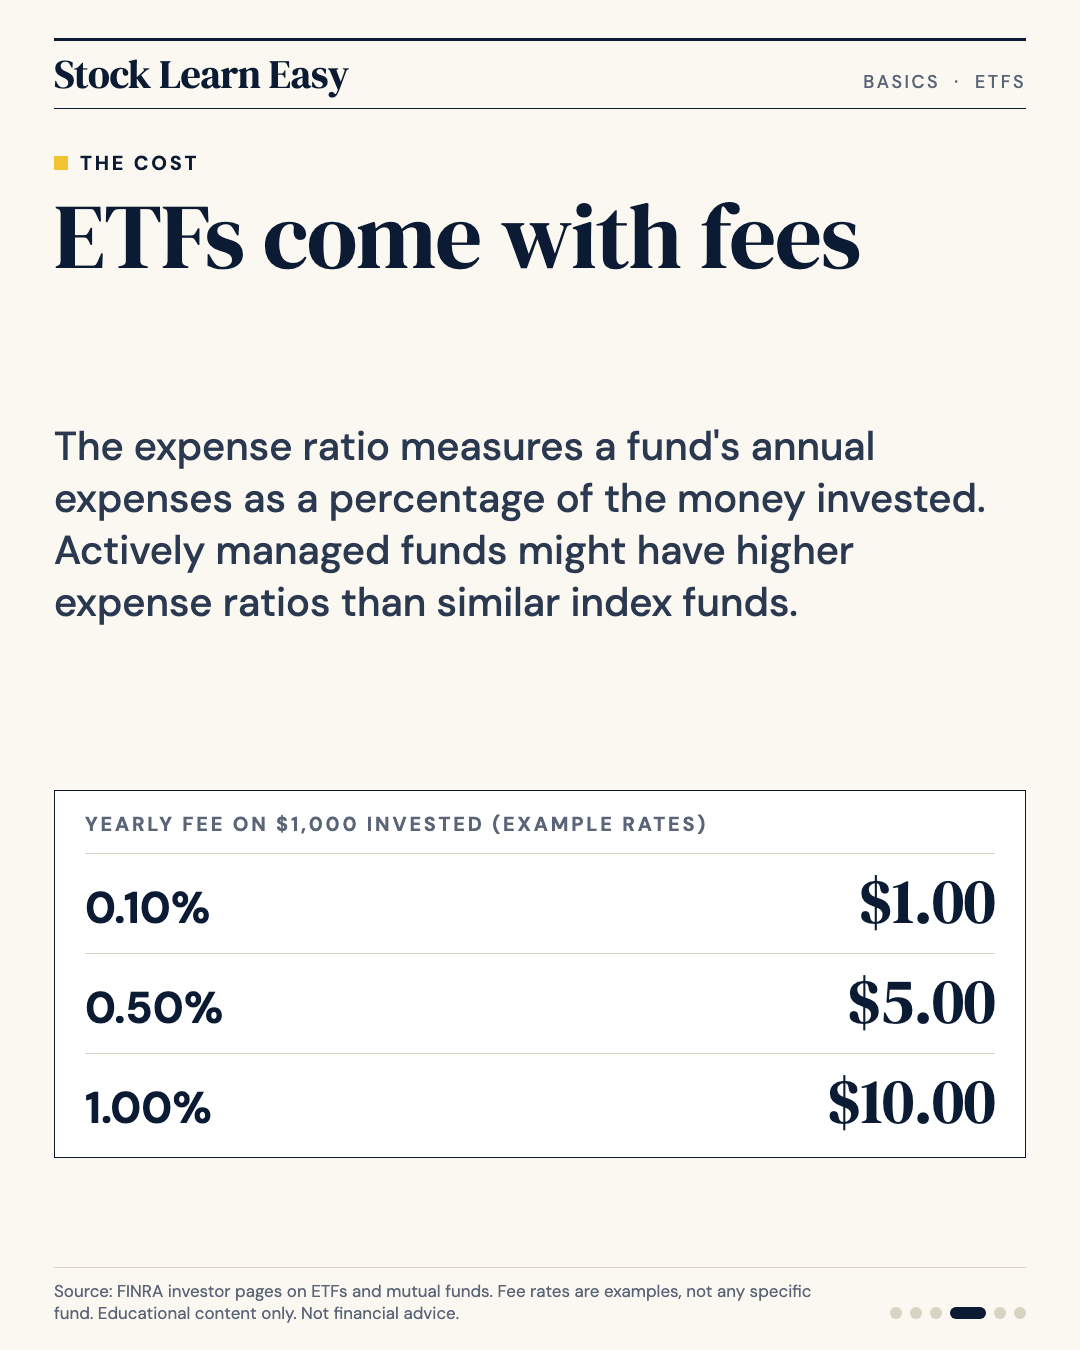 Stock Learn Easy
BASICS · ETFS
THE COST
ETFs come with fees
The expense ratio measures a fund's annual
expenses as a percentage of the money invested.
Actively managed funds might have higher
expense ratios than similar index funds.
YEARLY FEE ON $1,000 INVESTED (EXAMPLE RATES)
0.10% $1.00
0.50% $5.00
1.00% $10.00
Source: FINRA investor pages on ETFs and mutual funds. Fee rates are examples, not any specific
fund. Educational content only. Not financial advice.